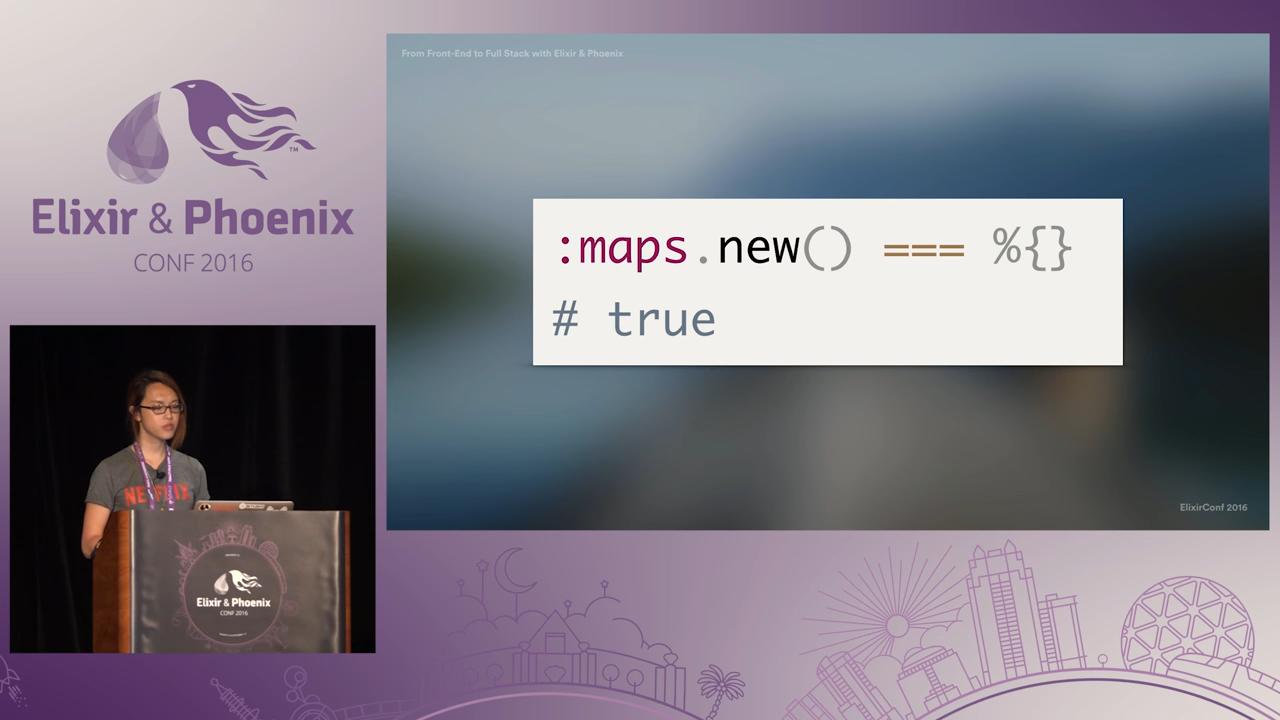 From Front-End to Full Stack with Elixir & Phoenix
TM
Elixir & Phoenix
CONF 2016
:maps.new() === %{}
# true
ElixirConf 2016
NETFLIX
Elixir & Phoenix
CONF 2016